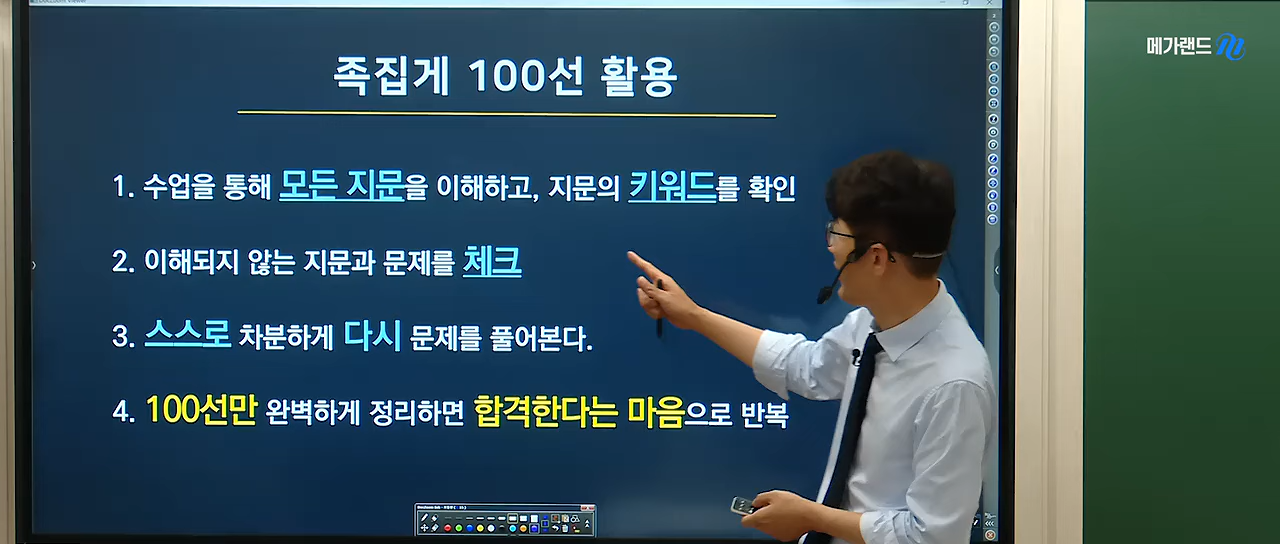 메가랜드
족집게 100선 활용
1. 수업을 통해 모든 지문을 이해하고, 지문의 키워드를 확인
2. 이해되지 않는 지문과 문제를 체크
3. 스스로 차분하게 다시 문제를 풀어본다.
4. 100선만 완벽하게 정리하면 합격한다는 마음으로 반복